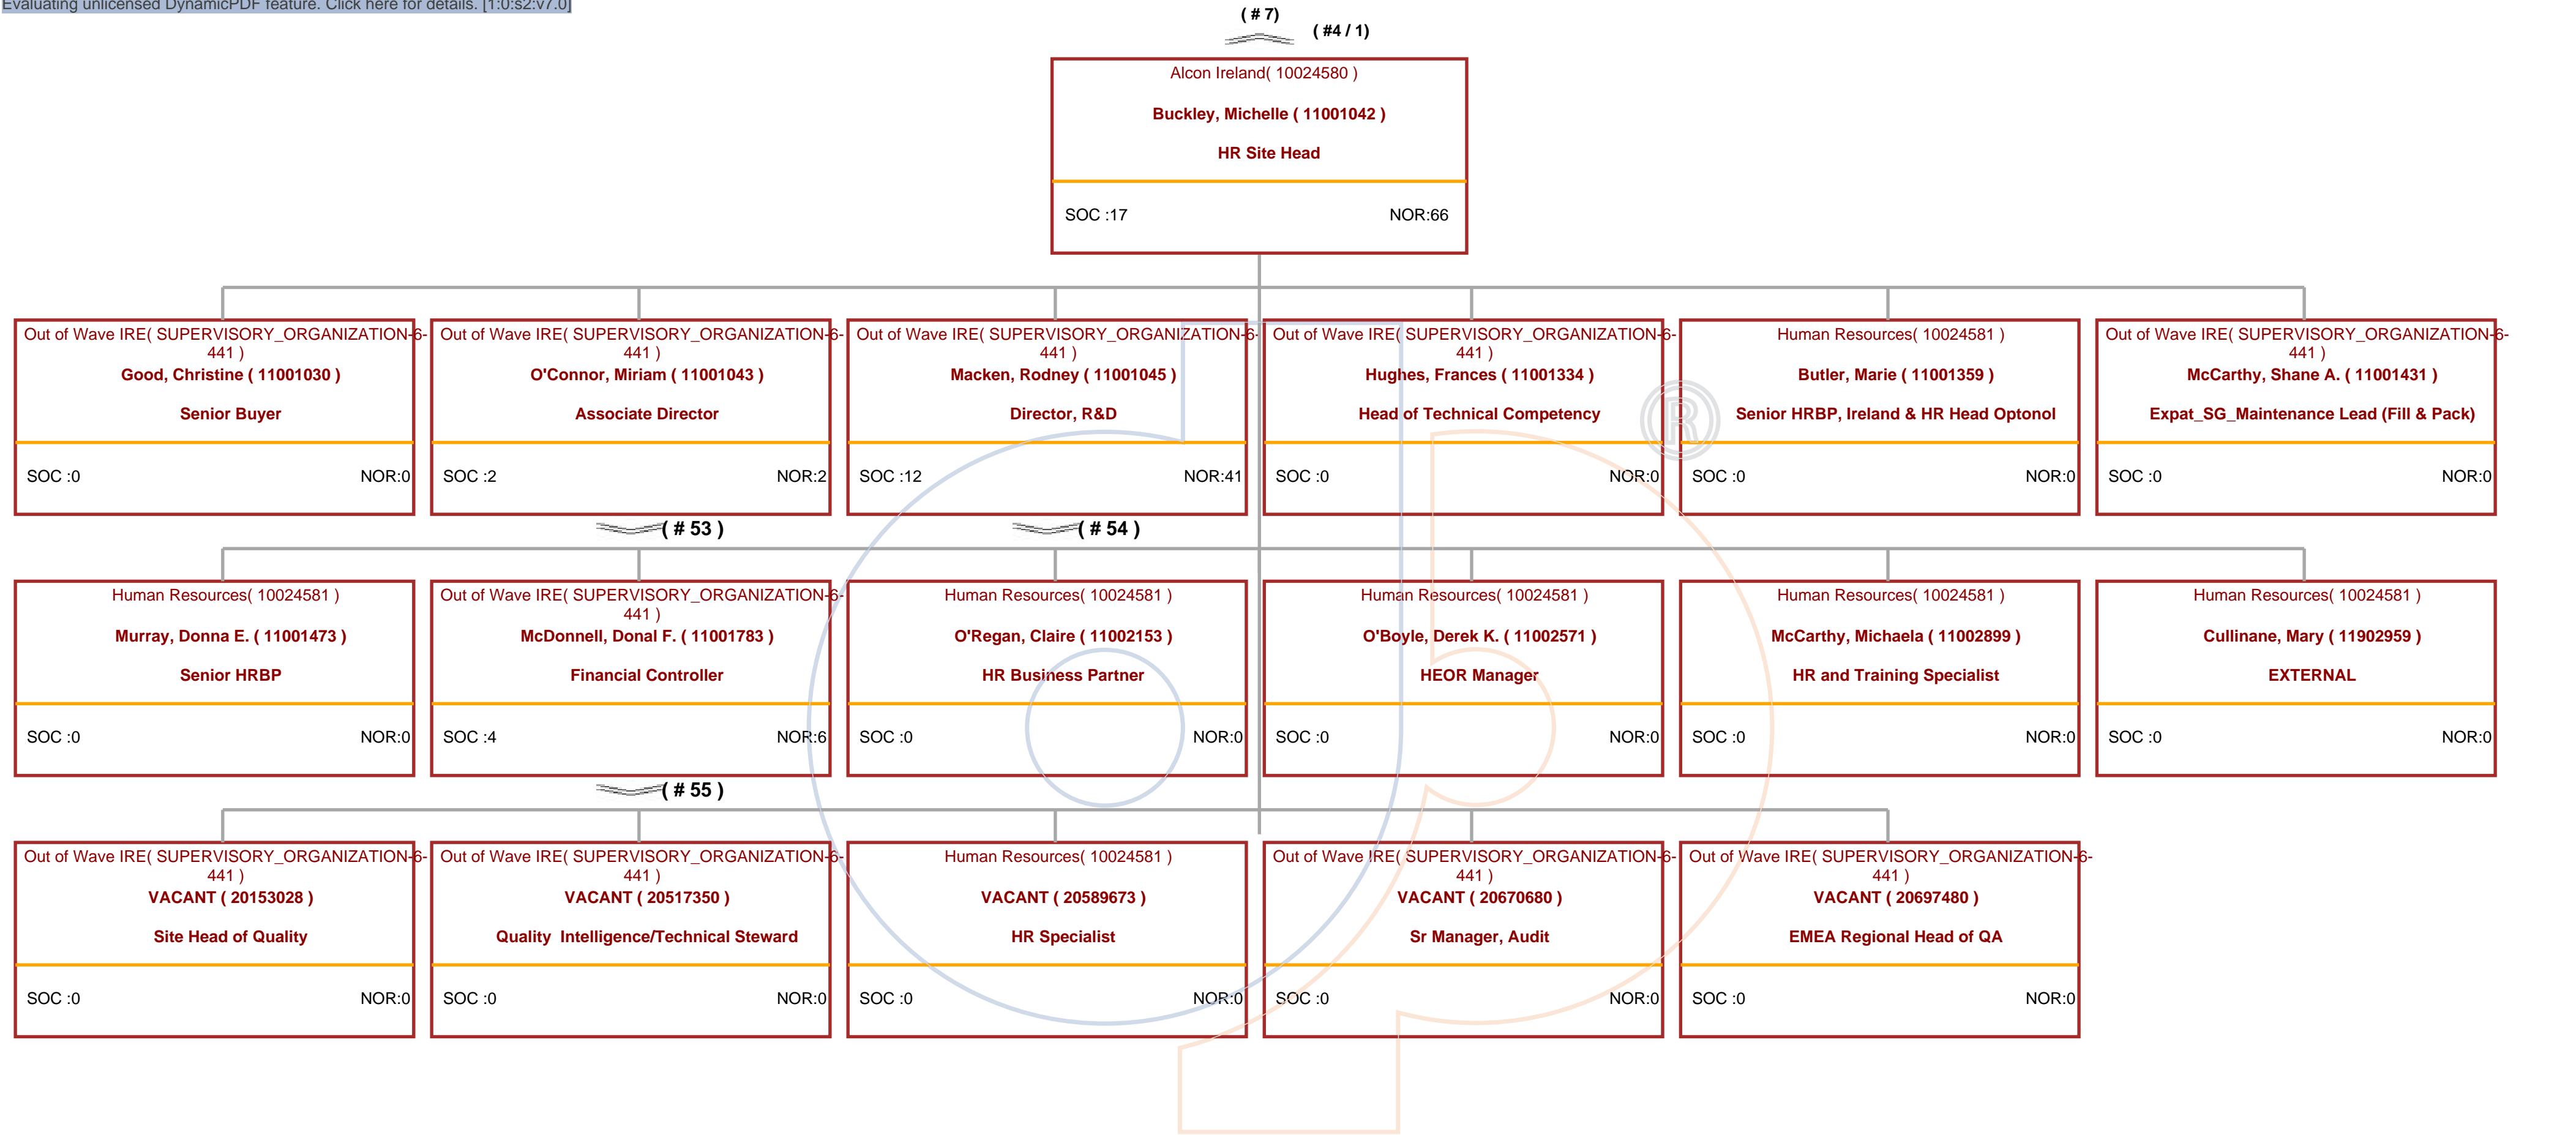 Evaluating unlicensed DynamicPDF feature. Click here for details. [1:0:s2:v7.0]
( # 7)
( #4 / 1)
Alcon Ireland( 10024580 )
Buckley, Michelle ( 11001042 )
HR Site Head
SOC :17 NOR:66
Out of Wave IRE( SUPERVISORY_ORGANIZATION-6-
441 )
Good, Christine ( 11001030 )
Senior Buyer
SOC :0 NOR:0
Out of Wave IRE( SUPERVISORY_ORGANIZATION-6-
441 )
O'Connor, Miriam ( 11001043 )
Associate Director
SOC :2 NOR:2
( # 53 )
Out of Wave IRE( SUPERVISORY_ORGANIZATION-6-
441 )
Macken, Rodney ( 11001045 )
Director, R&D
SOC :12 NOR:41
( # 54 )
Out of Wave IRE( SUPERVISORY_ORGANIZATION-6-
441 )
Hughes, Frances ( 11001334 )
Head of Technical Competency
SOC :0 NOR:0
Human Resources( 10024581 )
Butler, Marie ( 11001359 )
Senior HRBP, Ireland & HR Head Optonol
SOC :0 NOR:0
Out of Wave IRE( SUPERVISORY_ORGANIZATION-6-
441 )
McCarthy, Shane A. ( 11001431 )
Expat_SG_Maintenance Lead (Fill & Pack)
SOC :0 NOR:0
®
Human Resources( 10024581 )
Murray, Donna E. ( 11001473 )
Senior HRBP
SOC :0 NOR:0
Out of Wave IRE( SUPERVISORY_ORGANIZATION-6-
441 )
McDonnell, Donal F. ( 11001783 )
Financial Controller
SOC :4 NOR:6
( # 55 )
Human Resources( 10024581 )
O'Regan, Claire ( 11002153 )
HR Business Partner
SOC :0 NOR:0
Human Resources( 10024581 )
O'Boyle, Derek K. ( 11002571 )
HEOR Manager
SOC :0 NOR:0
Human Resources( 10024581 )
McCarthy, Michaela ( 11002899 )
HR and Training Specialist
SOC :0 NOR:0
Human Resources( 10024581 )
Cullinane, Mary ( 11902959 )
EXTERNAL
SOC :0 NOR:0
Out of Wave IRE( SUPERVISORY_ORGANIZATION-6-
441 )
VACANT ( 20153028 )
Site Head of Quality
SOC :0 NOR:0
Out of Wave IRE( SUPERVISORY_ORGANIZATION-6-
441 )
VACANT ( 20517350 )
Quality  Intelligence/Technical Steward
SOC :0 NOR:0
Human Resources( 10024581 )
VACANT ( 20589673 )
HR Specialist
SOC :0 NOR:0
Out of Wave IRE( SUPERVISORY_ORGANIZATION-6-
441 )
VACANT ( 20670680 )
Sr Manager, Audit
SOC :0 NOR:0
Out of Wave IRE( SUPERVISORY_ORGANIZATION-6-
441 )
VACANT ( 20697480 )
EMEA Regional Head of QA
SOC :0 NOR:0